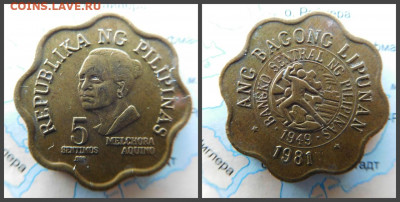 COINS.LAVE.RU
REPUBLIKA NG PILIPINAS
5
SENTIMOS
MELCHORA
AQUINO
ANG BAGONG LIPUNAN
BANGKO SENTRAL NG PILIPINAS
1949
1981